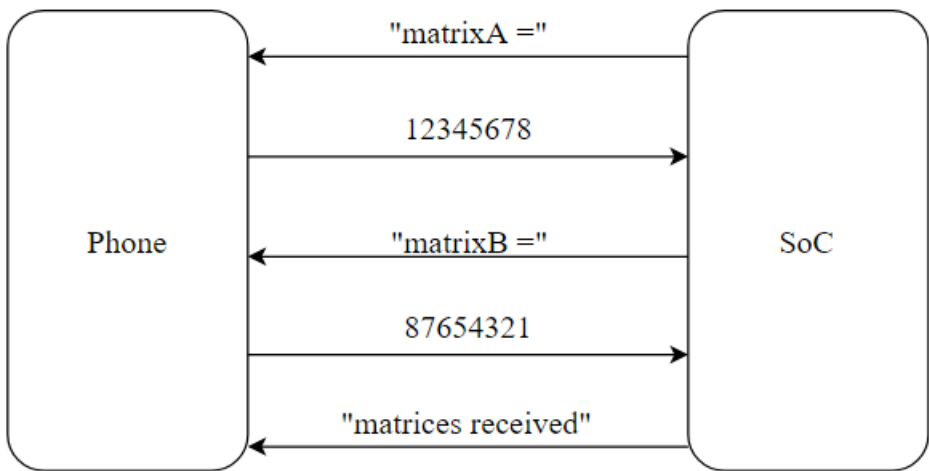 "matrixA ="
12345678
Phone
"matrixB ="
SoC
87654321
"matrices received"